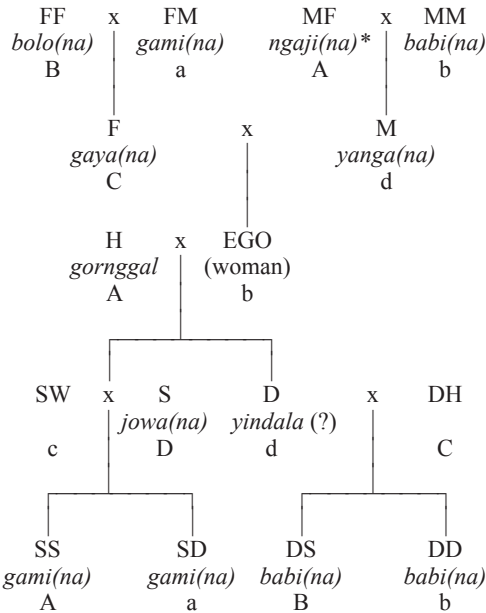 FF x FM MF x MM
bolo(na) gami(na) ngaji(na)* babi(na)
B a A b
F x M
gaya(na) yanga(na)
C d
H x EGO
gornggal (woman)
A b
SW x S D x DH
jowa(na) yindala (?)
c D d C
SS SD DS DD
gami(na) gami(na) babi(na) babi(na)
A a B b